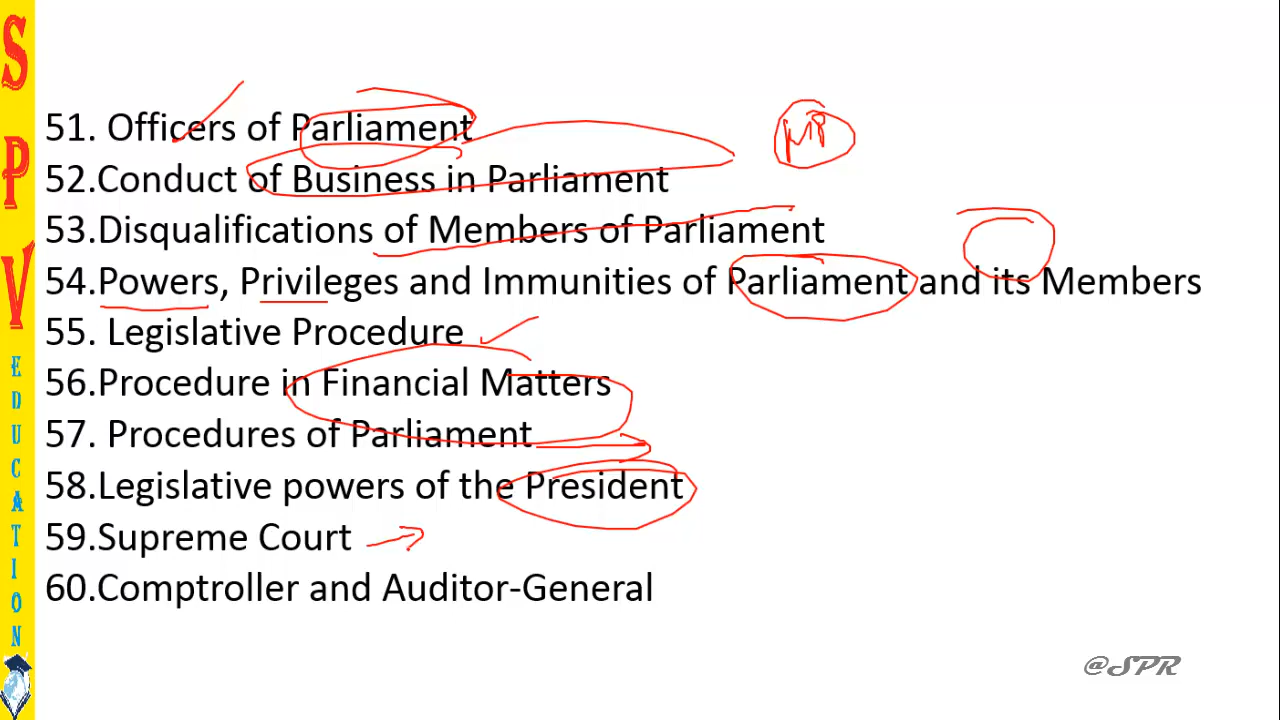 SPV
EDUCATION
51. Officers of Parliament
MP
52.Conduct of Business in Parliament
53.Disqualifications of Members of Parliament
54.Powers, Privileges and Immunities of Parliament and its Members
55. Legislative Procedure
56.Procedure in Financial Matters
57. Procedures of Parliament
58.Legislative powers of the President
59.Supreme Court
60.Comptroller and Auditor-General
@SPR